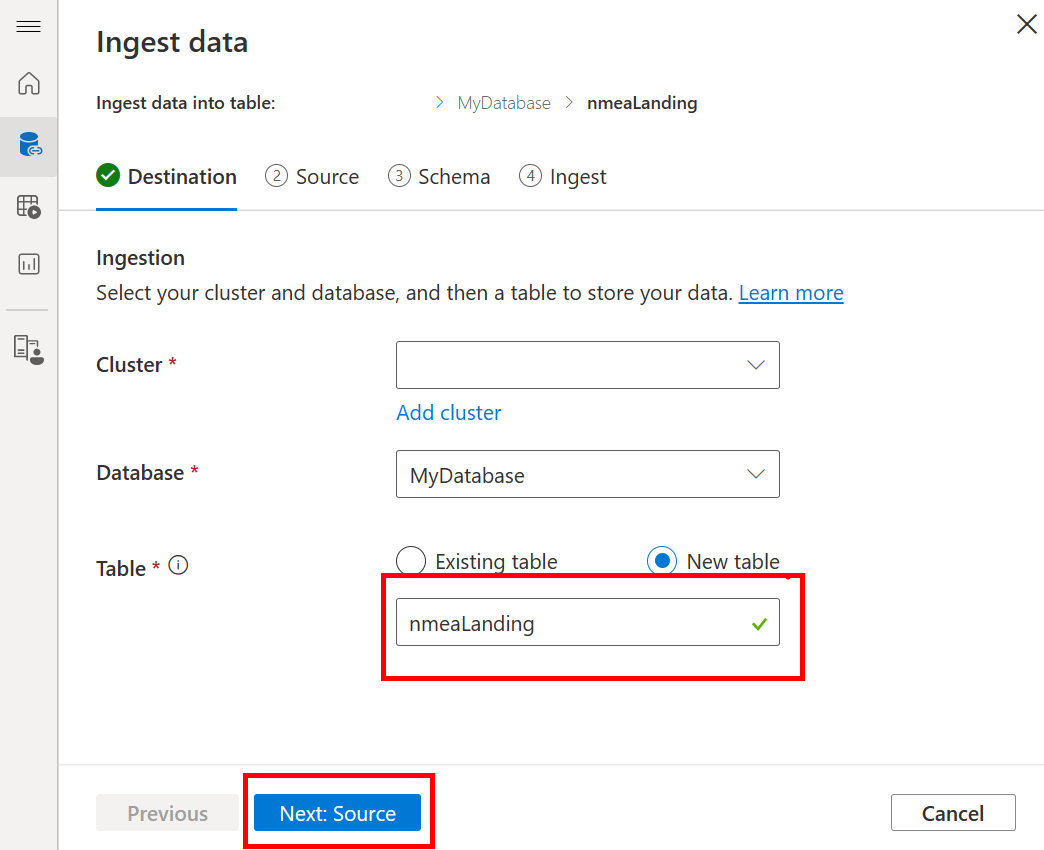 Ingest data
Ingest data into table: > MyDatabase > nmeaLanding
Destination 2 Source 3 Schema 4 Ingest
Ingestion
Select your cluster and database, and then a table to store your data. Learn more
Cluster *
Add cluster
Database * MyDatabase
Table * Existing table New table
nmeaLanding
Previous Next: Source Cancel